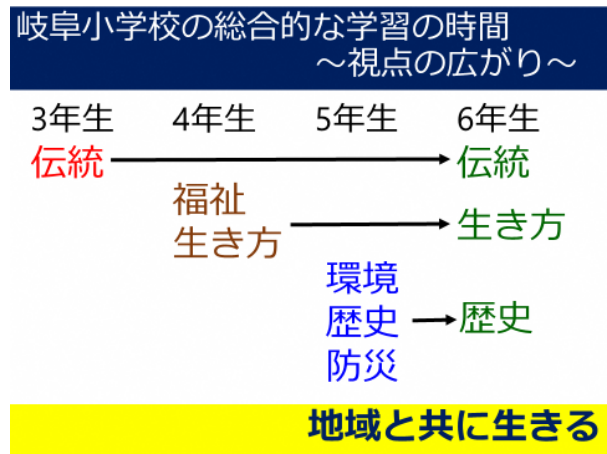 岐阜小学校の総合的な学習の時間
～視点の広がり～
3年生 4年生 5年生 6年生
伝統 伝統
福祉
生き方 生き方
環境
歴史 歴史
防災
地域と共に生きる